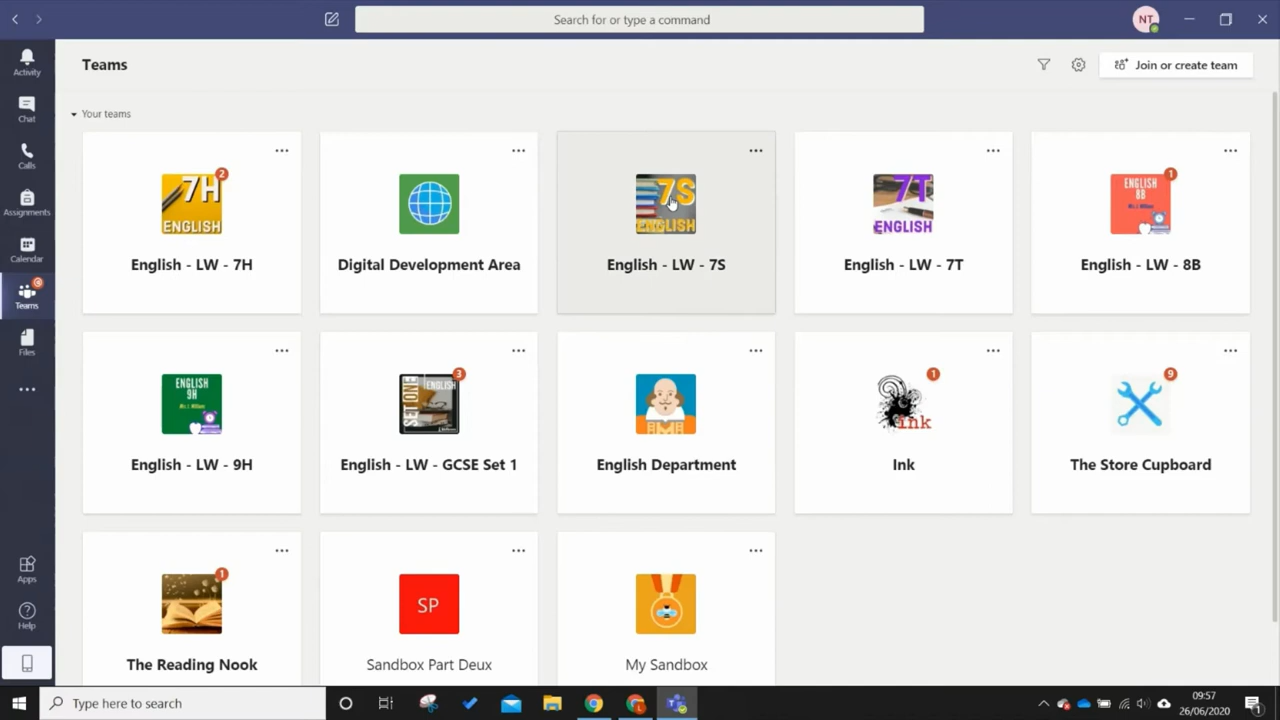 Search for or type a command
NT
Activity
Teams
Join or create team
Chat
Your teams
Calls
7H
2
ENGLISH
7S
ENGLISH
7T
ENGLISH
ENGLISH
8B
1
Assignments
English - LW - 7H
Digital Development Area
English - LW - 7S
English - LW - 7T
English - LW - 8B
Calendar
Teams
Files
ENGLISH
9H
SET ONE
ENGLISH
3
ink
1
9
English - LW - 9H
English - LW - GCSE Set 1
English Department
Ink
The Store Cupboard
Apps
1
SP
Help
The Reading Nook
Sandbox Part Deux
My Sandbox
Type here to search
09:57
26/06/2020
1